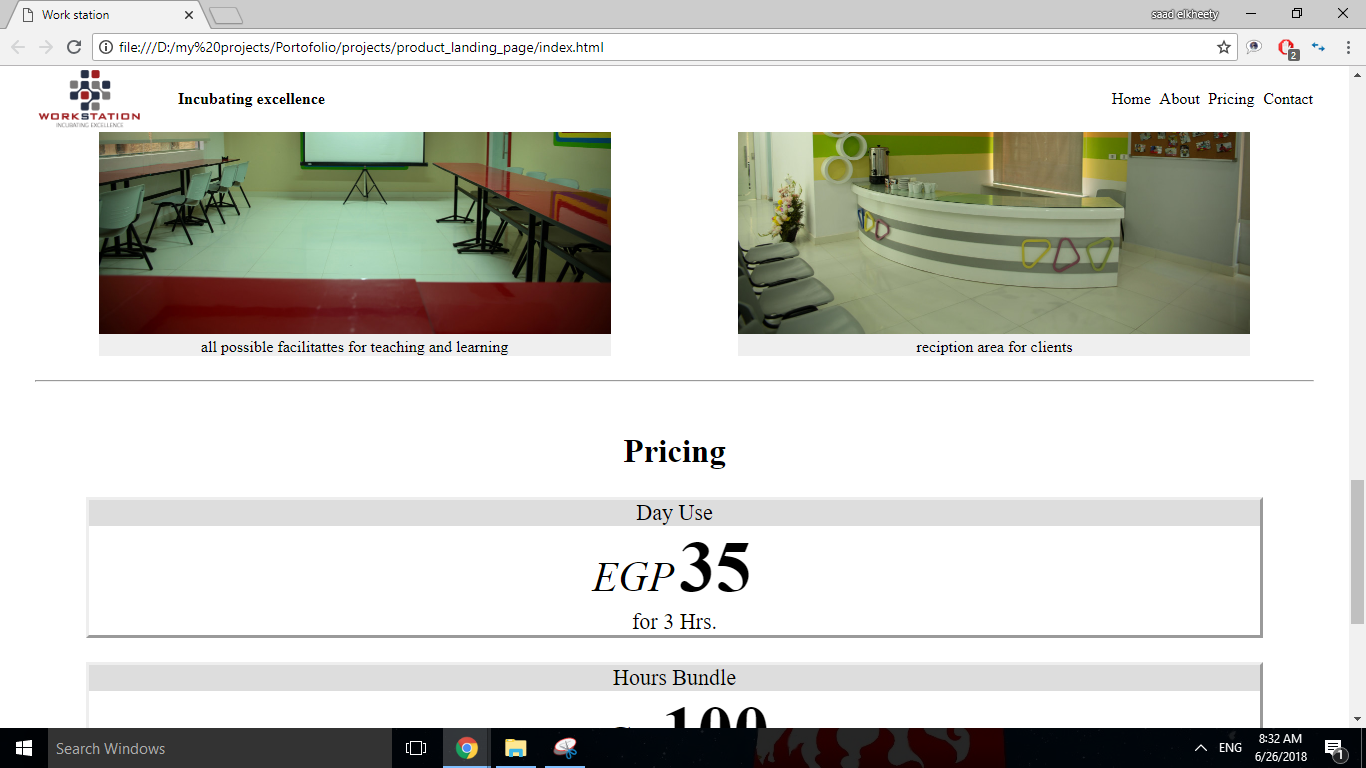 Work station
saad elkheety
file:///D:/my%20projects/Portofolio/projects/product_landing_page/index.html
2
WORKSTATION
INCUBATING EXCELLENCE
Incubating excellence
Home About Pricing Contact
all possible facilitattes for teaching and learning
reciption area for clients
Pricing
Day Use
EGP 35
for 3 Hrs.
Hours Bundle
100
Search Windows
ENG
8:32 AM
6/26/2018
1